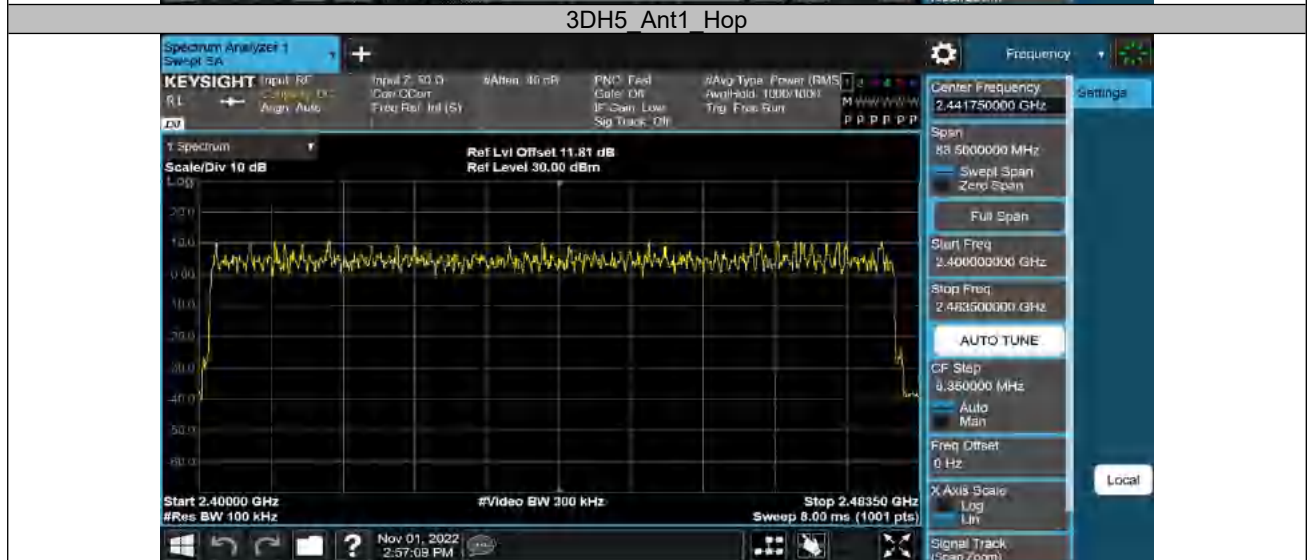 3DH5_Ant1_Hop
Spectrum Analyzer 1
Swept SA
+
Frequency
KEYSIGHT Input: RF
Input Z: 50 Ω
#Atten: 40 dB
PNO: Fast
#Avg Type: Power (RMS
1 2
RL
Align: Auto
Corr CCorr
Freq Ref: Int (S)
Gate: Off
IF Gain: Low
Sig Track: Off
Avg|Hold: 1000/1000
Trig: Free Run
M W W W W W
P P P P P P
Center Frequency
2.441750000 GHz
Settings
1 Spectrum
Scale/Div 10 dB
Ref Lvl Offset 11.81 dB
Ref Level 30.00 dBm
Span
83.5000000 MHz
Swept Span
Zero Span
Full Span
Log
20.0
10.0
0.00
-10.0
-20.0
-30.0
-40.0
-50.0
-60.0
Start Freq
2.400000000 GHz
Stop Freq
2.483500000 GHz
AUTO TUNE
CF Step
8.350000 MHz
Auto
Man
Freq Offset
0 Hz
X Axis Scale
Log
Lin
Local
Start 2.40000 GHz
#Video BW 300 kHz
Stop 2.48350 GHz
#Res BW 100 kHz
Sweep 8.00 ms (1001 pts)
?
Nov 01, 2022
2:57:09 PM
Signal Track
(Span Zoom)